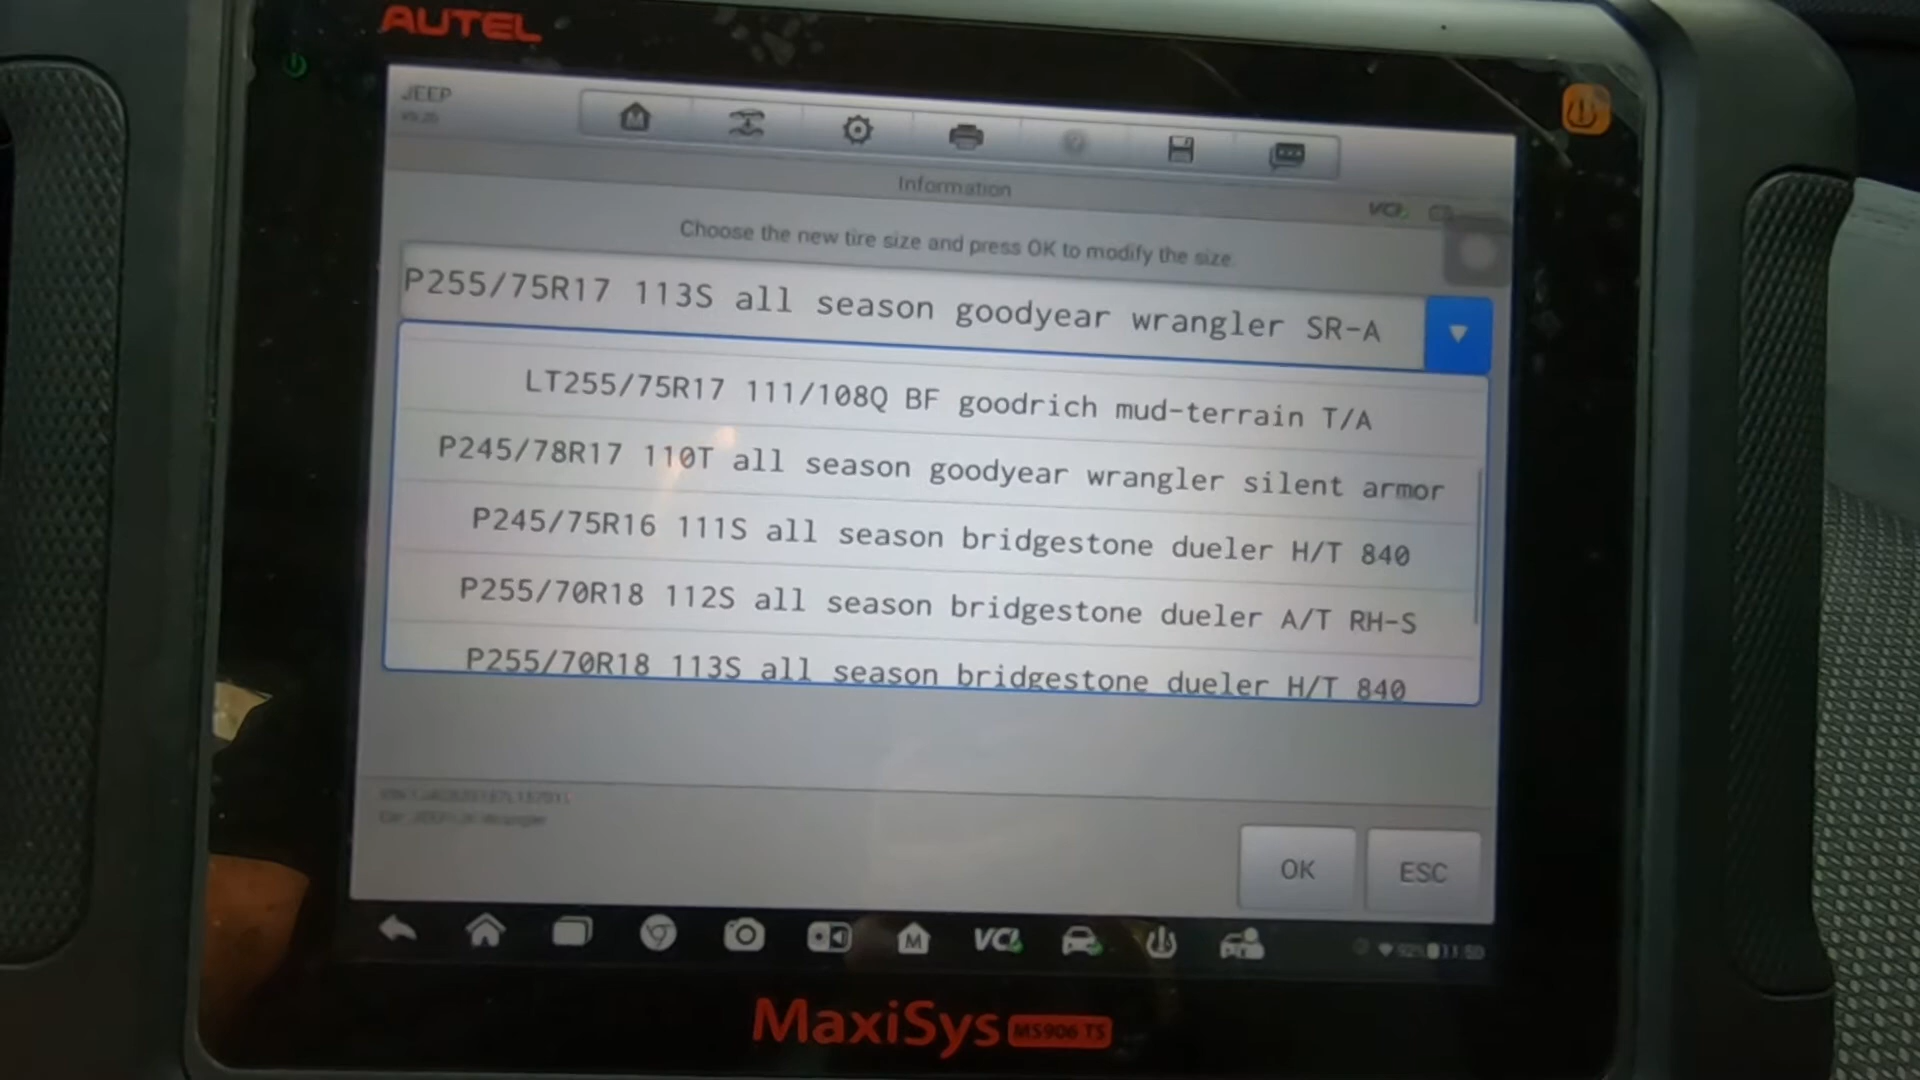 AUTEL
JEEP
Information
VCI
Choose the new tire size and press OK to modify the size.
P255/75R17 113S all season goodyear wrangler SR-A
LT255/75R17 111/108Q BF goodrich mud-terrain T/A
P245/78R17 110T all season goodyear wrangler silent armor
P245/75R16 111S all season bridgestone dueler H/T 840
P255/70R18 112S all season bridgestone dueler A/T RH-S
P255/70R18 113S all season bridgestone dueler H/T 840
OK
ESC
M
VCI
MaxiSys MS906 TS